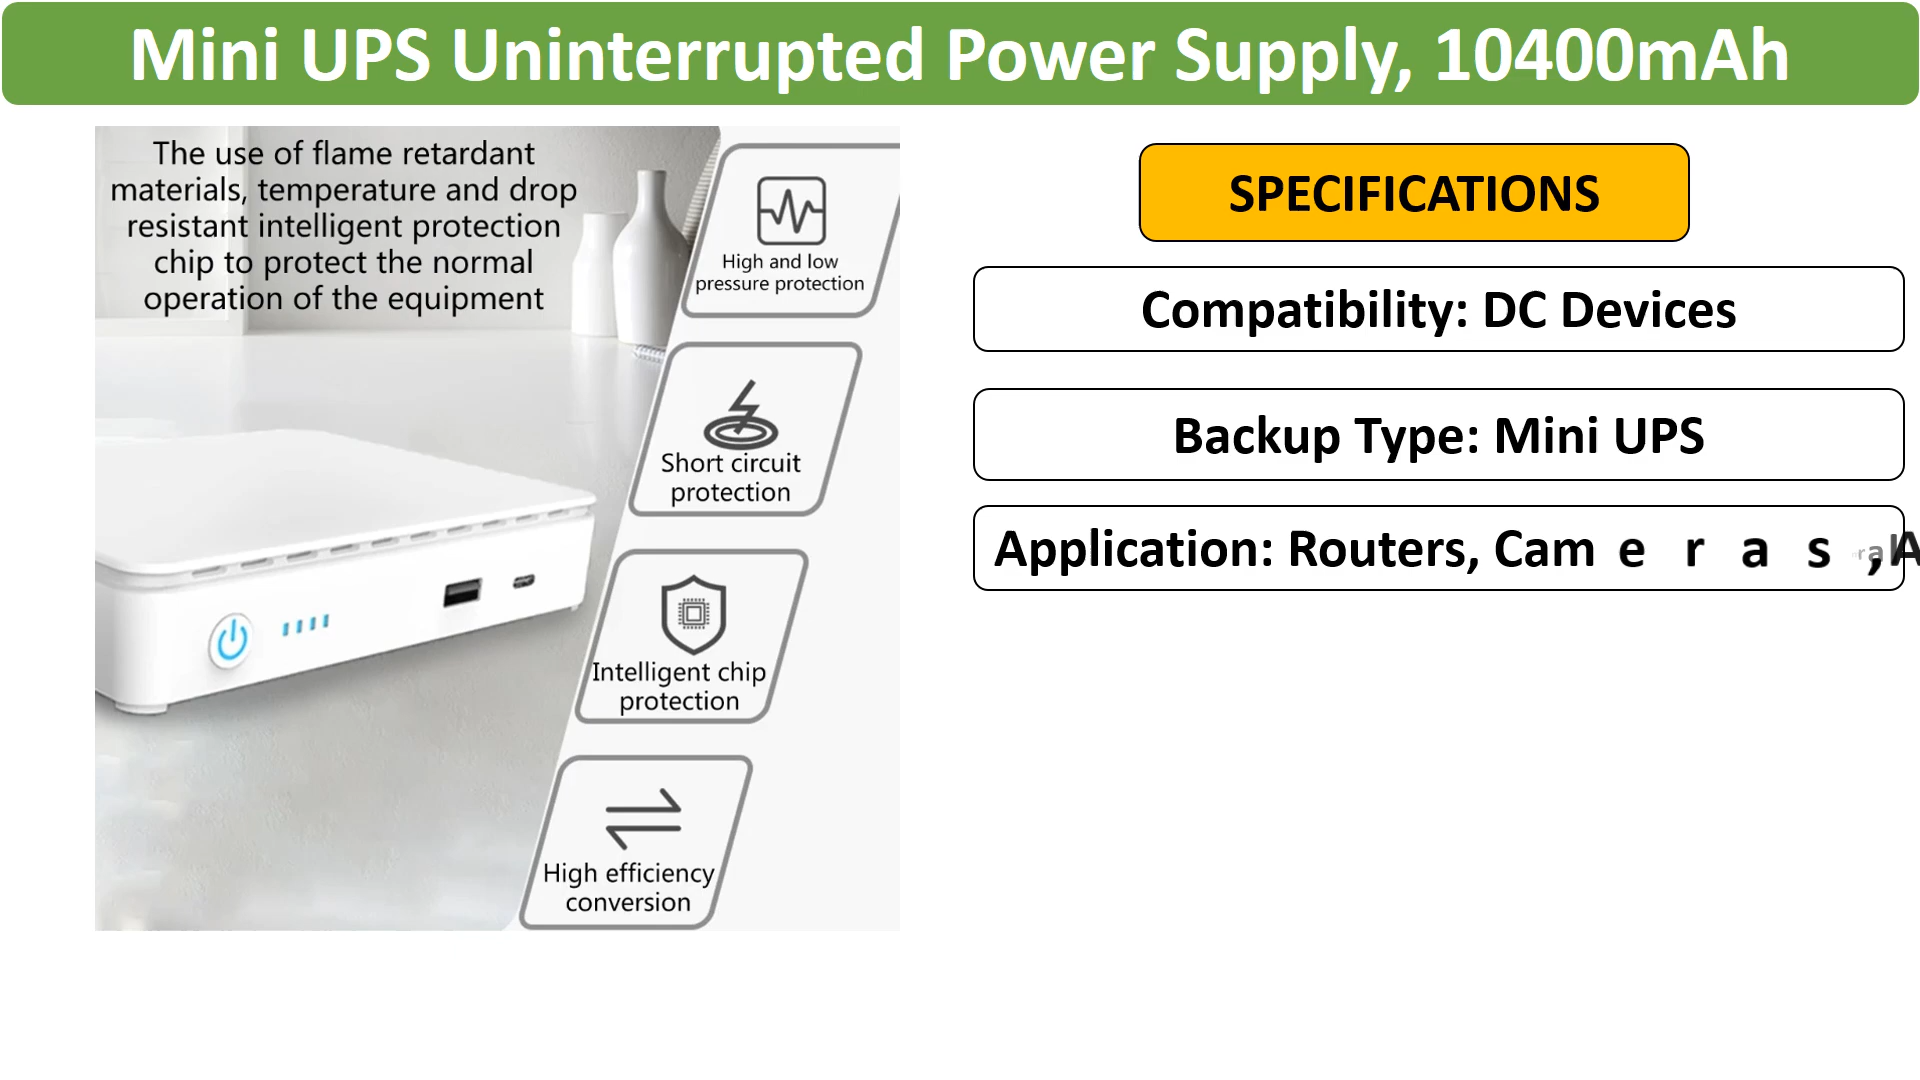 Mini UPS Uninterrupted Power Supply, 10400mAh
The use of flame retardant
materials, temperature and drop
resistant intelligent protection
chip to protect the normal
operation of the equipment
High and low
pressure protection
Short circuit
protection
Intelligent chip
protection
High efficiency
conversion
SPECIFICATIONS
Compatibility: DC Devices
Backup Type: Mini UPS
Application: Routers, Cameras,